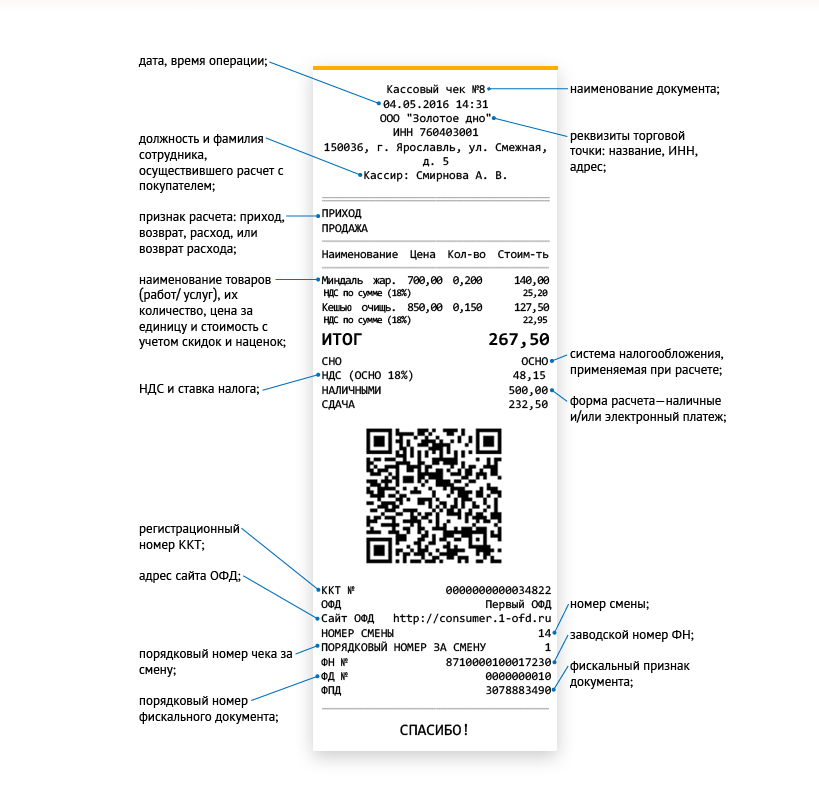 дата, время операции;
должность и фамилия
сотрудника,
осуществившего расчет с
покупателем;
признак расчета: приход,
возврат, расход, или
возврат расхода;
наименование товаров
(работ/ услуг), их
количество, цена за
единицу и стоимость с
учетом скидок и наценок;
НДС и ставка налога;
регистрационный
номер ККТ;
адрес сайта ОФД;
порядковый номер чека за
смену;
порядковый номер
фискального документа;
Кассовый чек №8
04.05.2016 14:31
ООО "Золотое дно"
ИНН 760403001
150036, г. Ярославль, ул. Смежная,
д. 5
Кассир: Смирнова А. В.
ПРИХОД
ПРОДАЖА
Наименование Цена Кол-во Стоим-ть
Миндаль жар. 700,00 0,200 140,00
НДС по сумме (18%) 25,20
Кешью очищь. 850,00 0,150 127,50
НДС по сумме (18%) 22,95
ИТОГ 267,50
СНО ОСНО
НДС (ОСНО 18%) 48,15
НАЛИЧНЫМИ 500,00
СДАЧА 232,50
ККТ № 0000000000034822
ОФД Первый ОФД
Сайт ОФД http://consumer.1-ofd.ru
НОМЕР СМЕНЫ 14
ПОРЯДКОВЫЙ НОМЕР ЗА СМЕНУ 1
ФН № 8710000100017230
ФД № 0000000010
ФПД 3078883490
СПАСИБО!
наименование документа;
реквизиты торговой
точки: название, ИНН,
адрес;
система налогообложения,
применяемая при расчете;
форма расчета—наличные
и/или электронный платеж;
номер смены;
заводской номер ФН;
фискальный признак
документа;